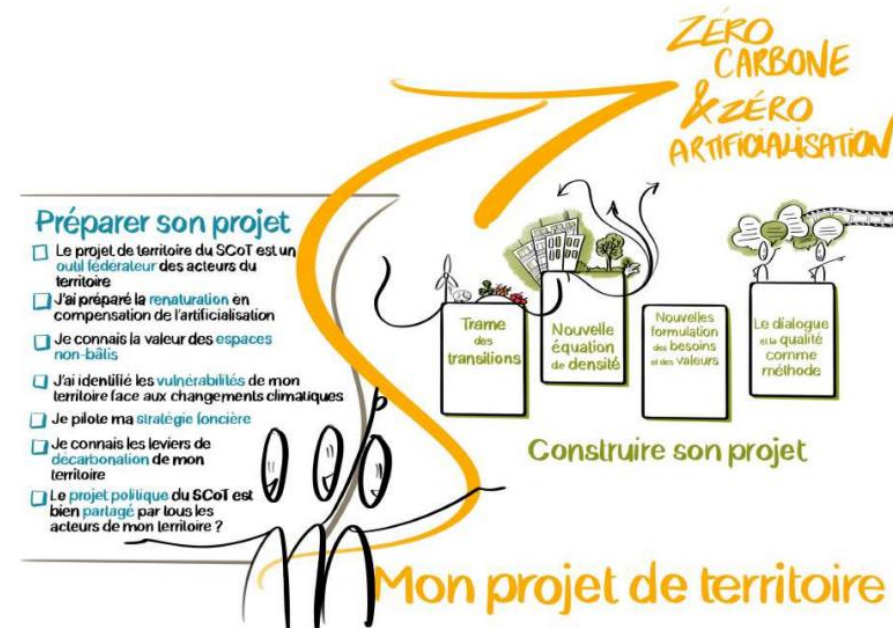 ZÉRO
CARBONE
& ZÉRO
ARTIFICIALISATION
Préparer son projet
Le projet de territoire du SCoT est un
outil fédérateur des acteurs du
territoire
J'ai préparé la renaturation en
compensation de l'artificialisation
Je connais la valeur des espaces
non-bâtis
J'ai identifié les vulnérabilités de mon
territoire face aux changements climatiques
Je pilote ma stratégie foncière
Je connais les leviers de
décarbonation de mon
territoire
Le projet politique du SCoT est
bien partagé par tous les
acteurs de mon territoire ?
Trame
des
transitions
Nouvelle
équation
de densité
Nouvelles
formulation
des besoins
et des valeurs
Le dialogue
et la qualité
comme
méthode
Construire son projet
Mon projet de territoire